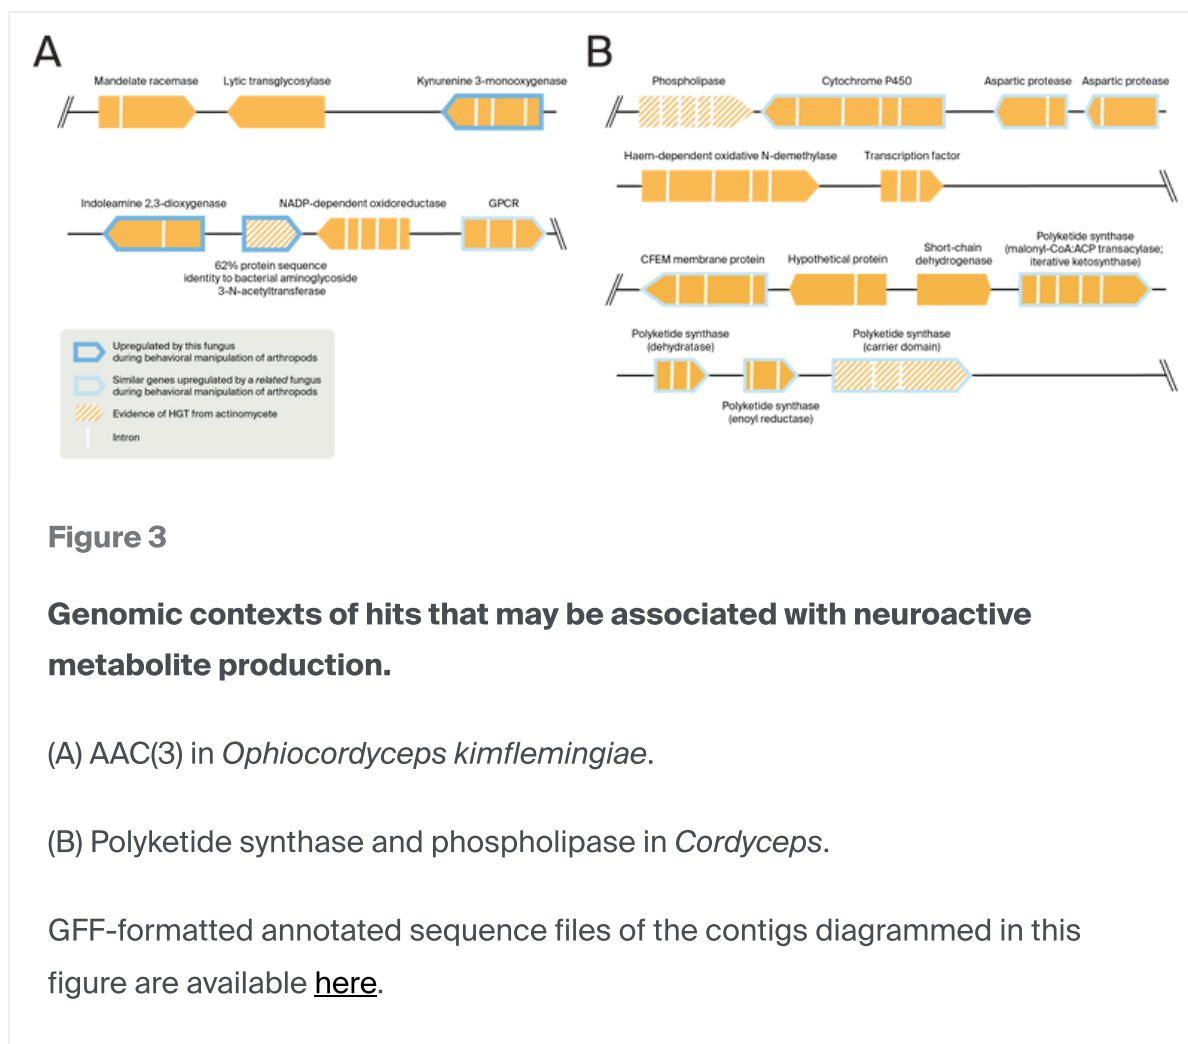 A
Mandelate racemase
Lytic transglycosylase
Kynurenine 3-monooxygenase
Indoleamine 2,3-dioxygenase
NADP-dependent oxidoreductase
GPCR
62% protein sequence
identity to bacterial aminoglycoside
3-N-acetyltransferase
Upregulated by this fungus
during behavioral manipulation of arthropods
Similar genes upregulated by a related fungus
during behavioral manipulation of arthropods
Evidence of HGT from actinomycete
Intron
B
Phospholipase
Cytochrome P450
Aspartic protease
Aspartic protease
Haem-dependent oxidative N-demethylase
Transcription factor
CFEM membrane protein
Hypothetical protein
Short-chain
dehydrogenase
Polyketide synthase
(malonyl-CoA:ACP transacylase;
iterative ketosynthase)
Polyketide synthase
(dehydratase)
Polyketide synthase
(enoyl reductase)
Polyketide synthase
(carrier domain)
Figure 3
Genomic contexts of hits that may be associated with neuroactive
metabolite production.
(A) AAC(3) in Ophiocordyceps kimflemingiae.
(B) Polyketide synthase and phospholipase in Cordyceps.
GFF-formatted annotated sequence files of the contigs diagrammed in this
figure are available here.